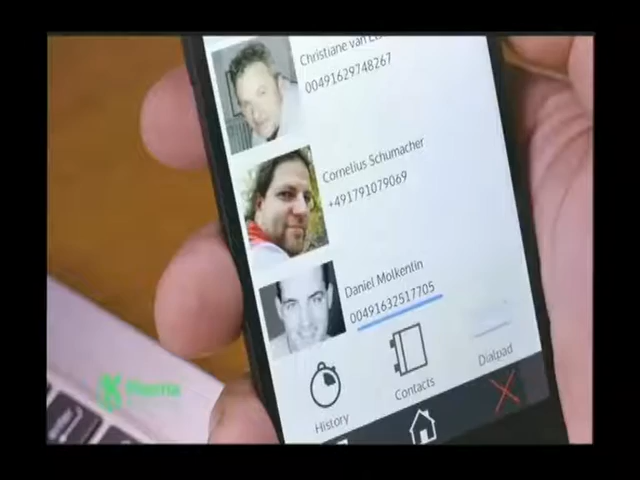 Christiane van
00491629748267
Cornelius Schumacher
+491791079069
Daniel Molkentin
00491632517705
History
Contacts
Dialpad